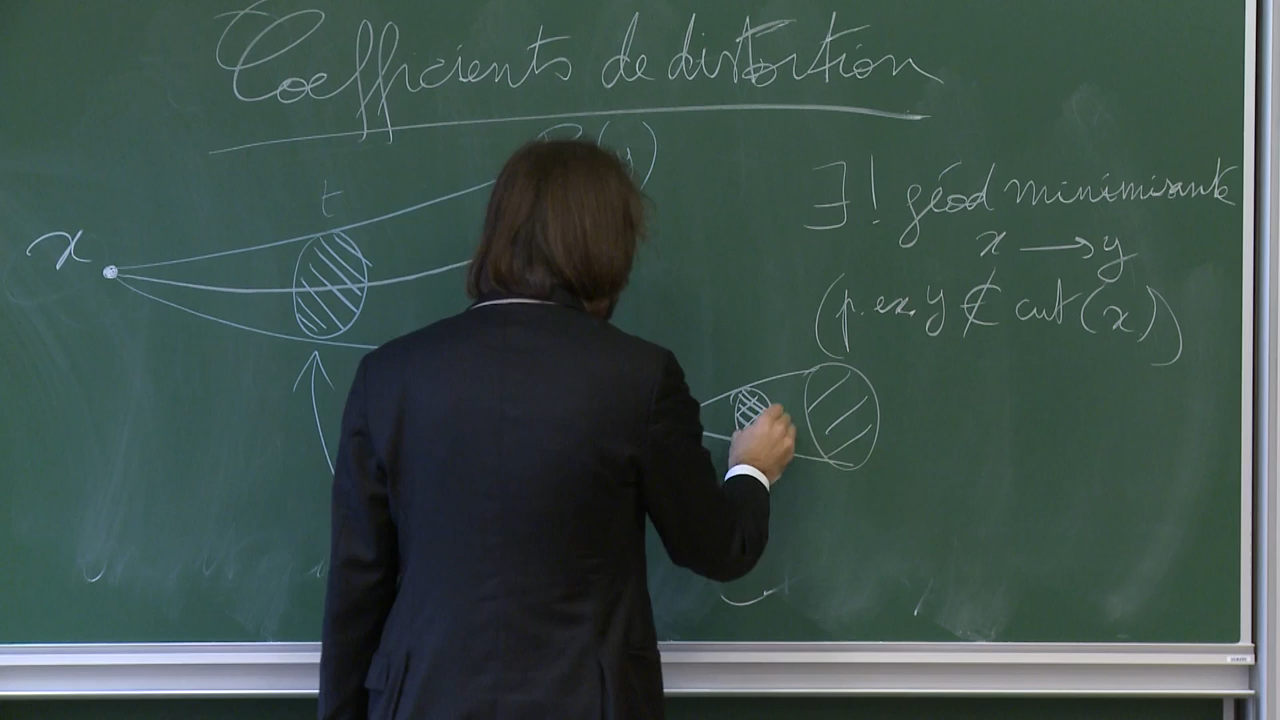 Coefficients de distortion
(y)
t
∃! géod minimisante
x
x → y
(p.ex. y ⊄ cut(x))